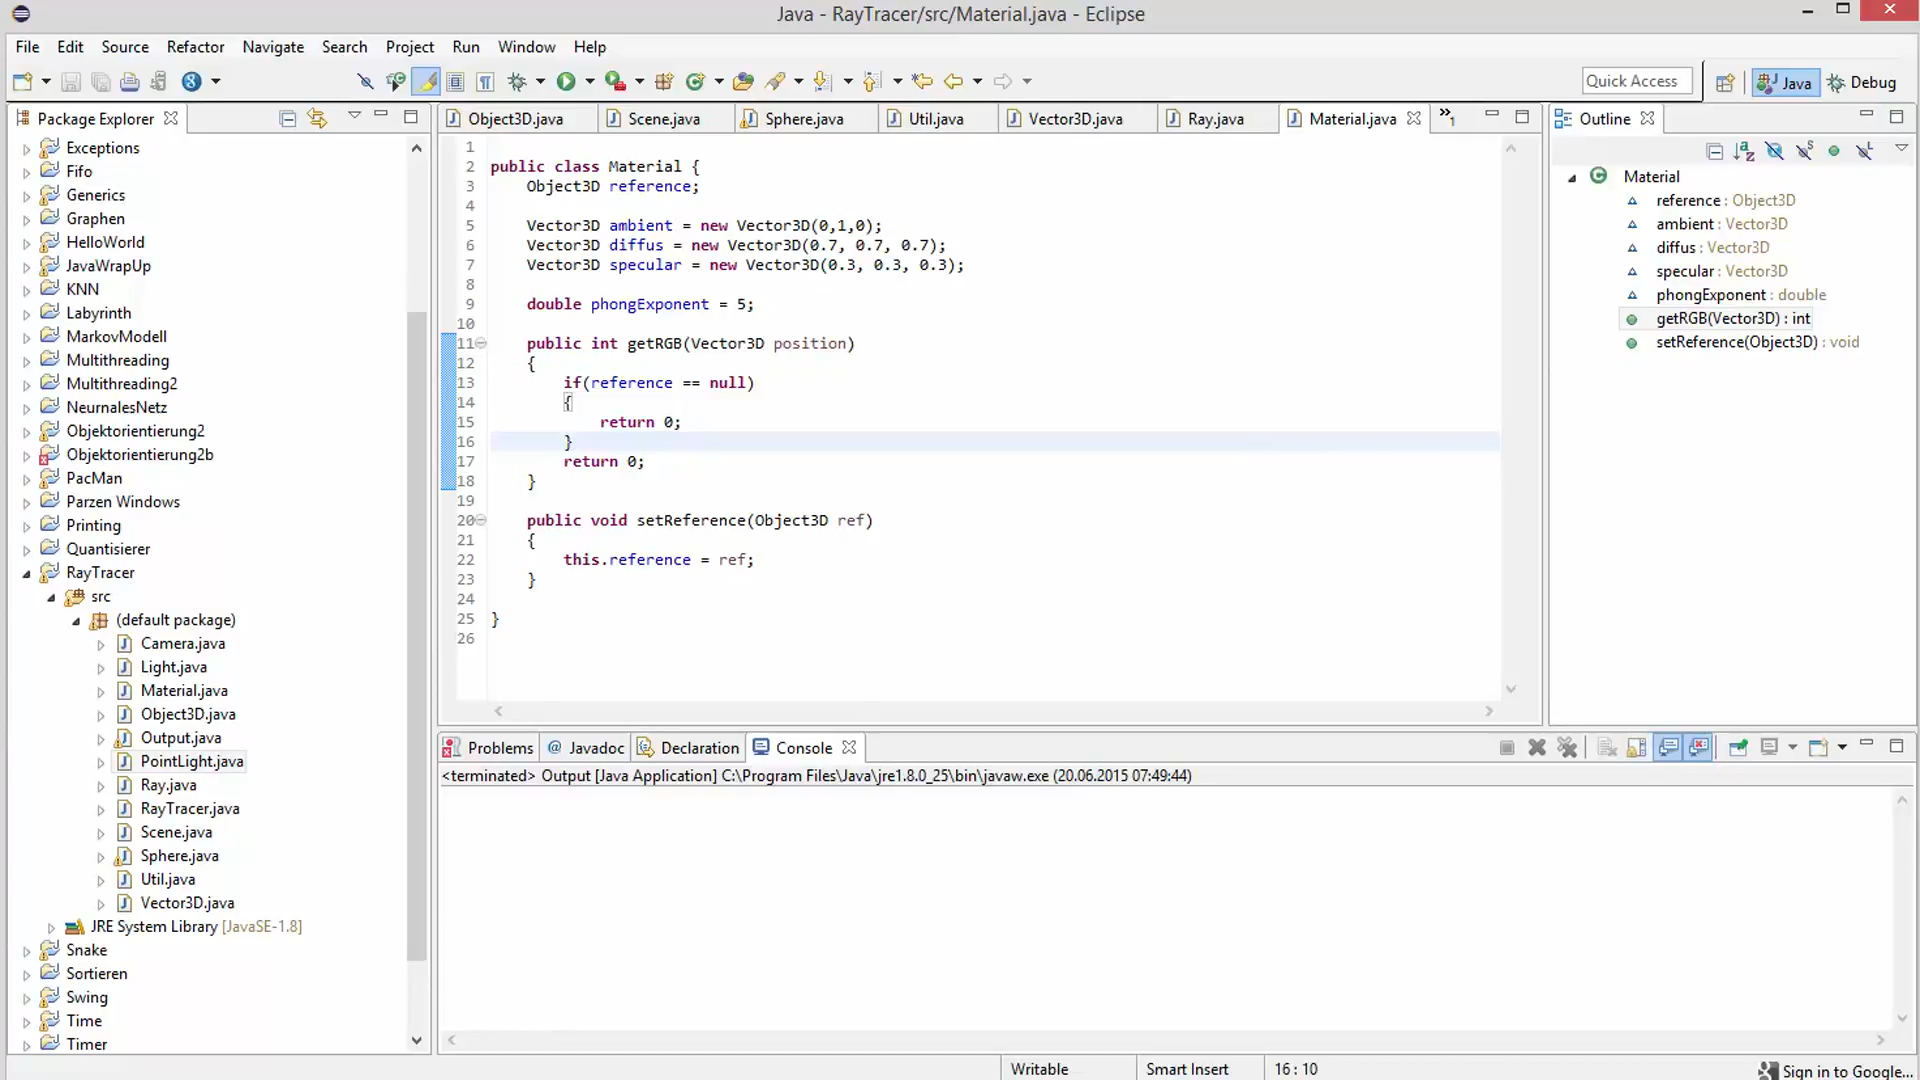 Java - RayTracer/src/Material.java - Eclipse
File Edit Source Refactor Navigate Search Project Run Window Help
Quick Access Java Debug
Package Explorer
Exceptions
Fifo
Generics
Graphen
HelloWorld
JavaWrapUp
KNN
Labyrinth
MarkovModell
Multithreading
Multithreading2
NeurnalesNetz
Objektorientierung2
Objektorientierung2b
PacMan
Parzen Windows
Printing
Quantisierer
RayTracer
src
(default package)
Camera.java
Light.java
Material.java
Object3D.java
Output.java
PointLight.java
Ray.java
RayTracer.java
Scene.java
Sphere.java
Util.java
Vector3D.java
JRE System Library [JavaSE-1.8]
Snake
Sortieren
Swing
Time
Timer
Object3D.java Scene.java Sphere.java Util.java Vector3D.java Ray.java Material.java »1
1
2 public class Material {
3 Object3D reference;
4
5 Vector3D ambient = new Vector3D(0,1,0);
6 Vector3D diffus = new Vector3D(0.7, 0.7, 0.7);
7 Vector3D specular = new Vector3D(0.3, 0.3, 0.3);
8
9 double phongExponent = 5;
10
11 public int getRGB(Vector3D position)
12 {
13 if(reference == null)
14 {
15 return 0;
16 }
17 return 0;
18 }
19
20 public void setReference(Object3D ref)
21 {
22 this.reference = ref;
23 }
24
25 }
26
Outline
Material
reference : Object3D
ambient : Vector3D
diffus : Vector3D
specular : Vector3D
phongExponent : double
getRGB(Vector3D) : int
setReference(Object3D) : void
Problems @ Javadoc Declaration Console
<terminated> Output [Java Application] C:\Program Files\Java\jre1.8.0_25\bin\javaw.exe (20.06.2015 07:49:44)
Writable Smart Insert 16 : 10 Sign in to Google...